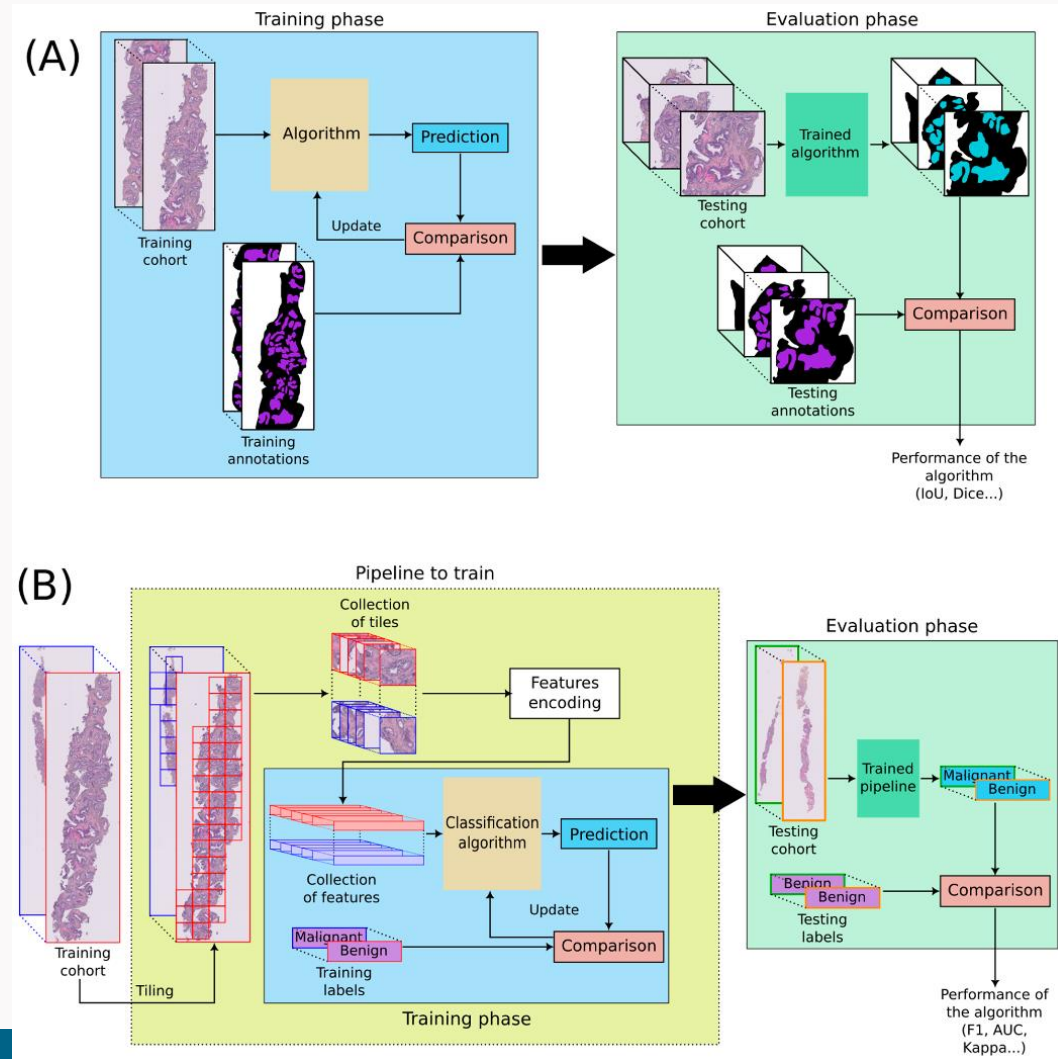 (A)
Training phase
Algorithm
Prediction
Update
Comparison
Training
cohort
Training
annotations
Evaluation phase
Trained
algorithm
Testing
cohort
Comparison
Testing
annotations
Performance of the
algorithm
(IoU, Dice...)
(B)
Pipeline to train
Collection
of tiles
Features
encoding
Classification
algorithm
Prediction
Collection
of features
Update
Malignant
Benign
Comparison
Training
labels
Training
cohort
Tiling
Training phase
Evaluation phase
Trained
pipeline
Malignant
Benign
Testing
cohort
Benign
Benign
Comparison
Testing
labels
Performance of
the algorithm
(F1, AUC,
Kappa...)